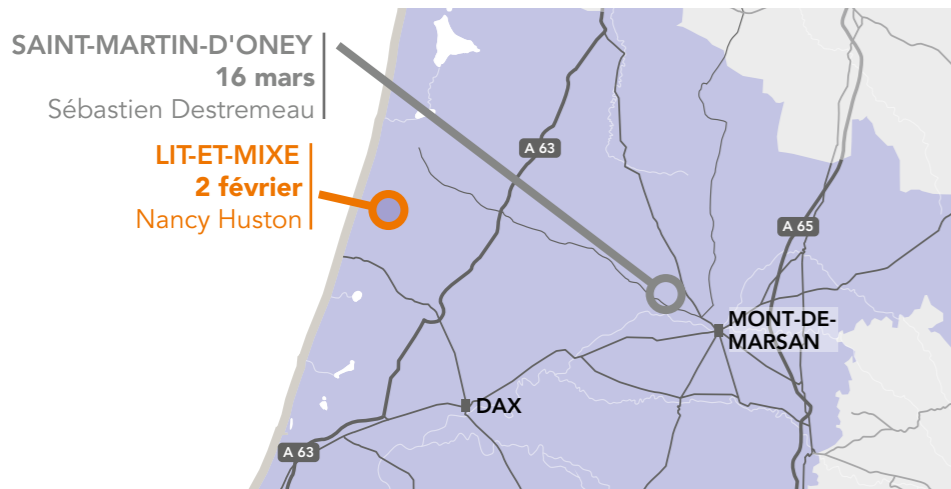 SAINT-MARTIN-D'ONEY
16 mars
Sébastien Destremeau
LIT-ET-MIXE
2 février
Nancy Huston
A 63
A 65
MONT-DE-
MARSAN
DAX
A 63